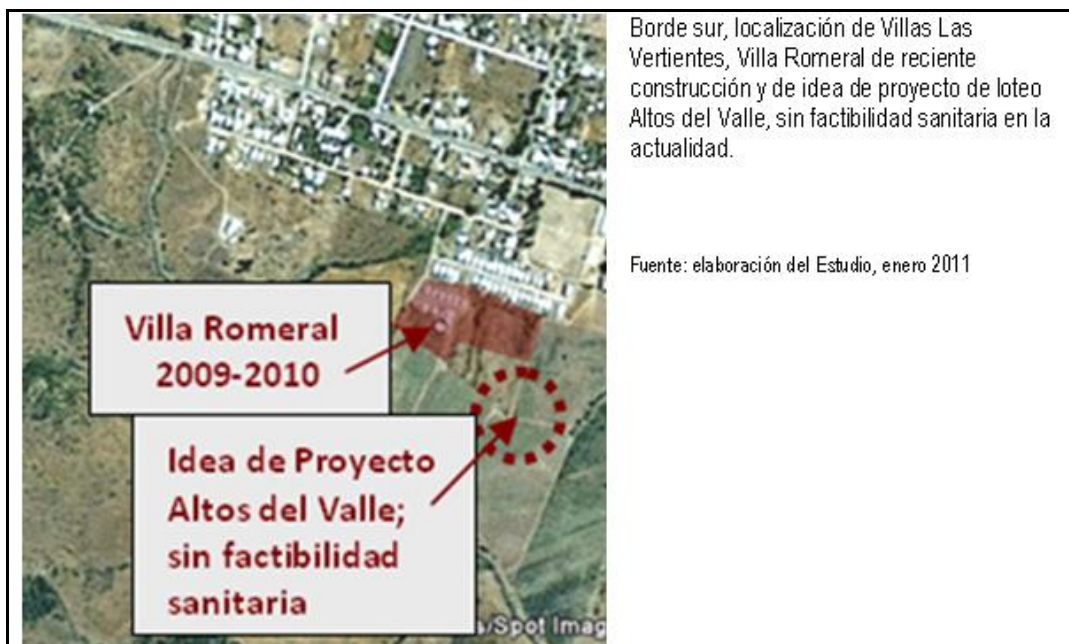 Borde sur, localización de Villas Las
Vertientes, Villa Romeral de reciente
construcción y de idea de proyecto de loteo
Altos del Valle, sin factibilidad sanitaria en la
actualidad.
Fuente: elaboración del Estudio, enero 2011
Villa Romeral
2009-2010
Idea de Proyecto
Altos del Valle;
sin factibilidad
sanitaria
/Spot Imag